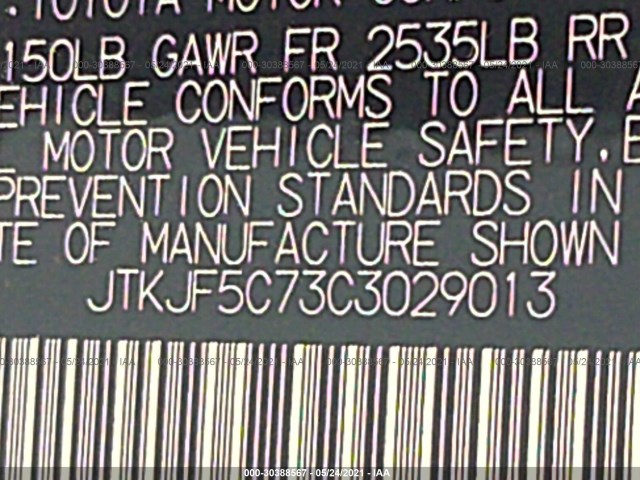 TOYOTA MOTOR
150LB GAWR FR 2535LB RR
EHICLE CONFORMS TO ALL A
MOTOR VEHICLE SAFETY, B
PREVENTION STANDARDS IN
TE OF MANUFACTURE SHOWN
JTKJF5C73C3029013
000-30388567 - 05/24/2021 - IAA